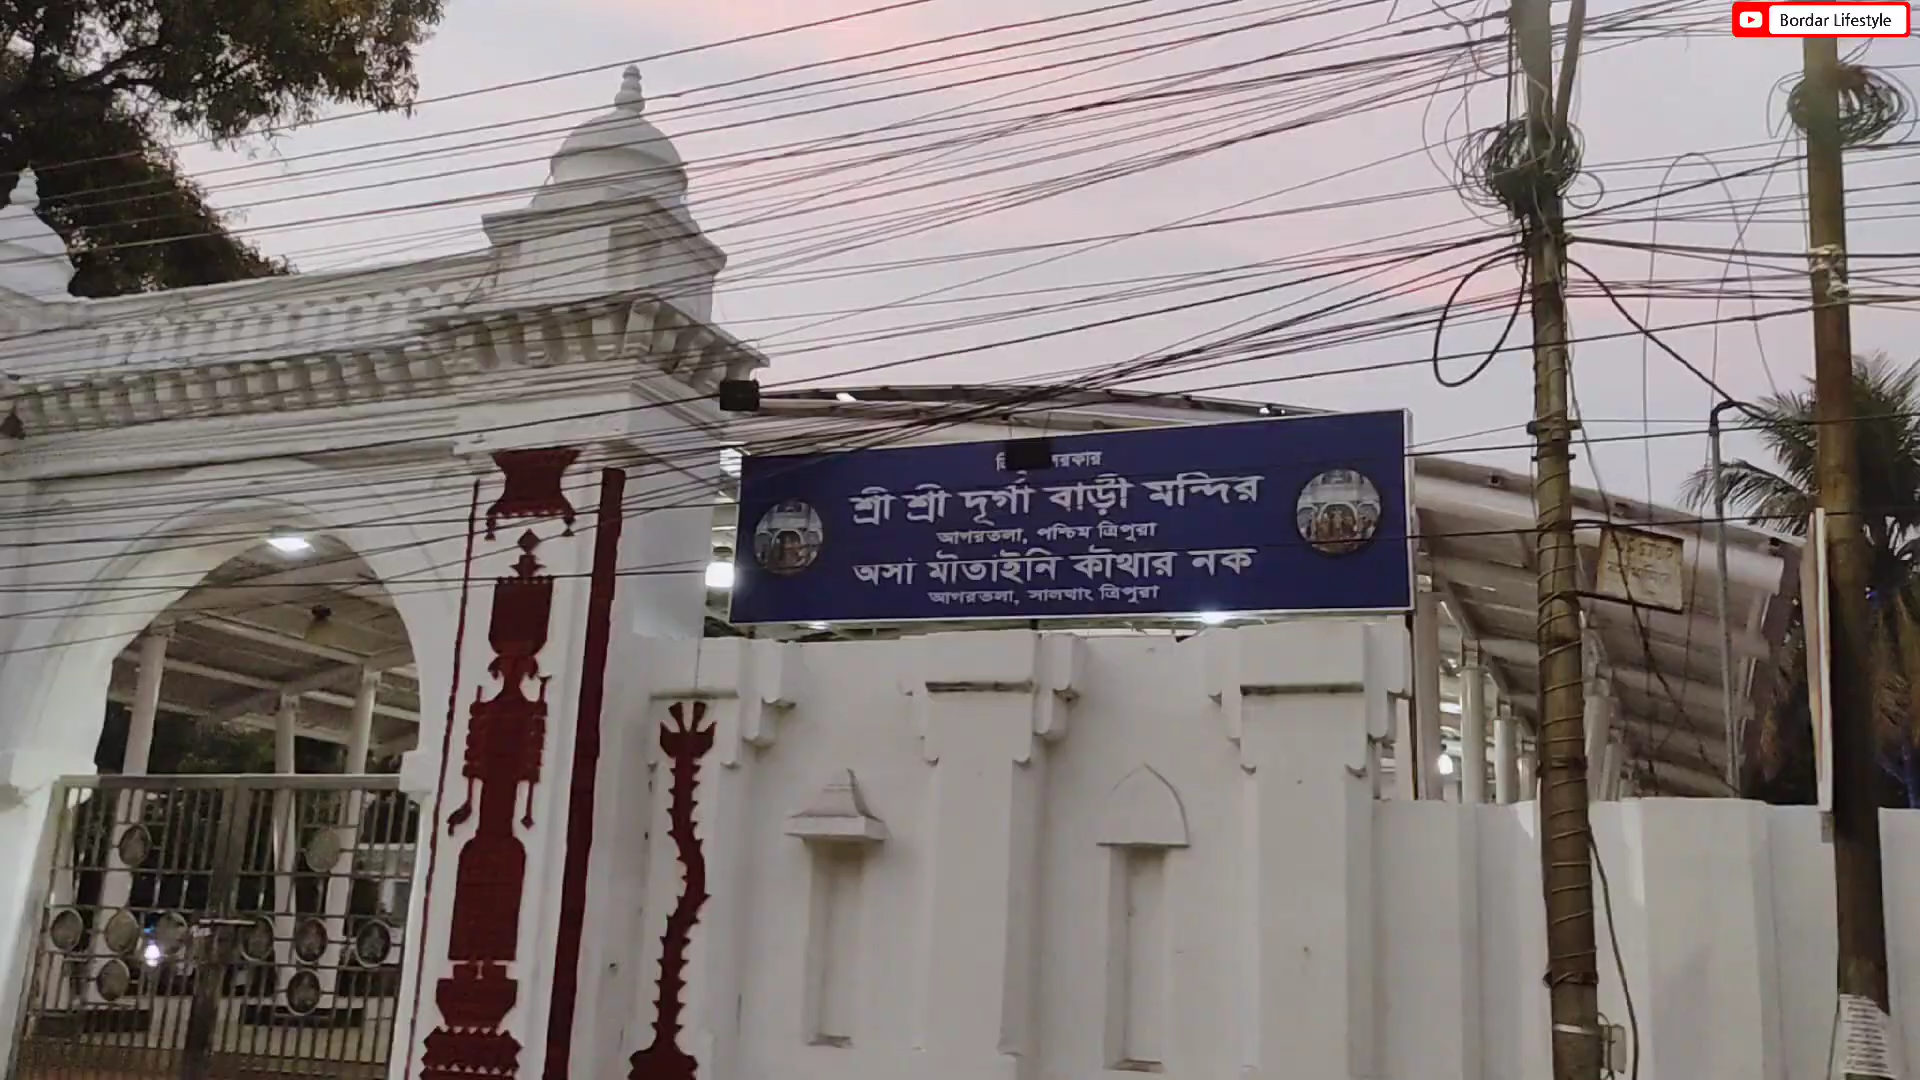 Bordar Lifestyle
শ্রী শ্রী দূর্গা বাড়ী মন্দির
আগরতলা, পশ্চিম ত্রিপুরা
অসা মীতাইনি কাঁথার নক
আগরতলা, সালথাং ত্রিপুরা